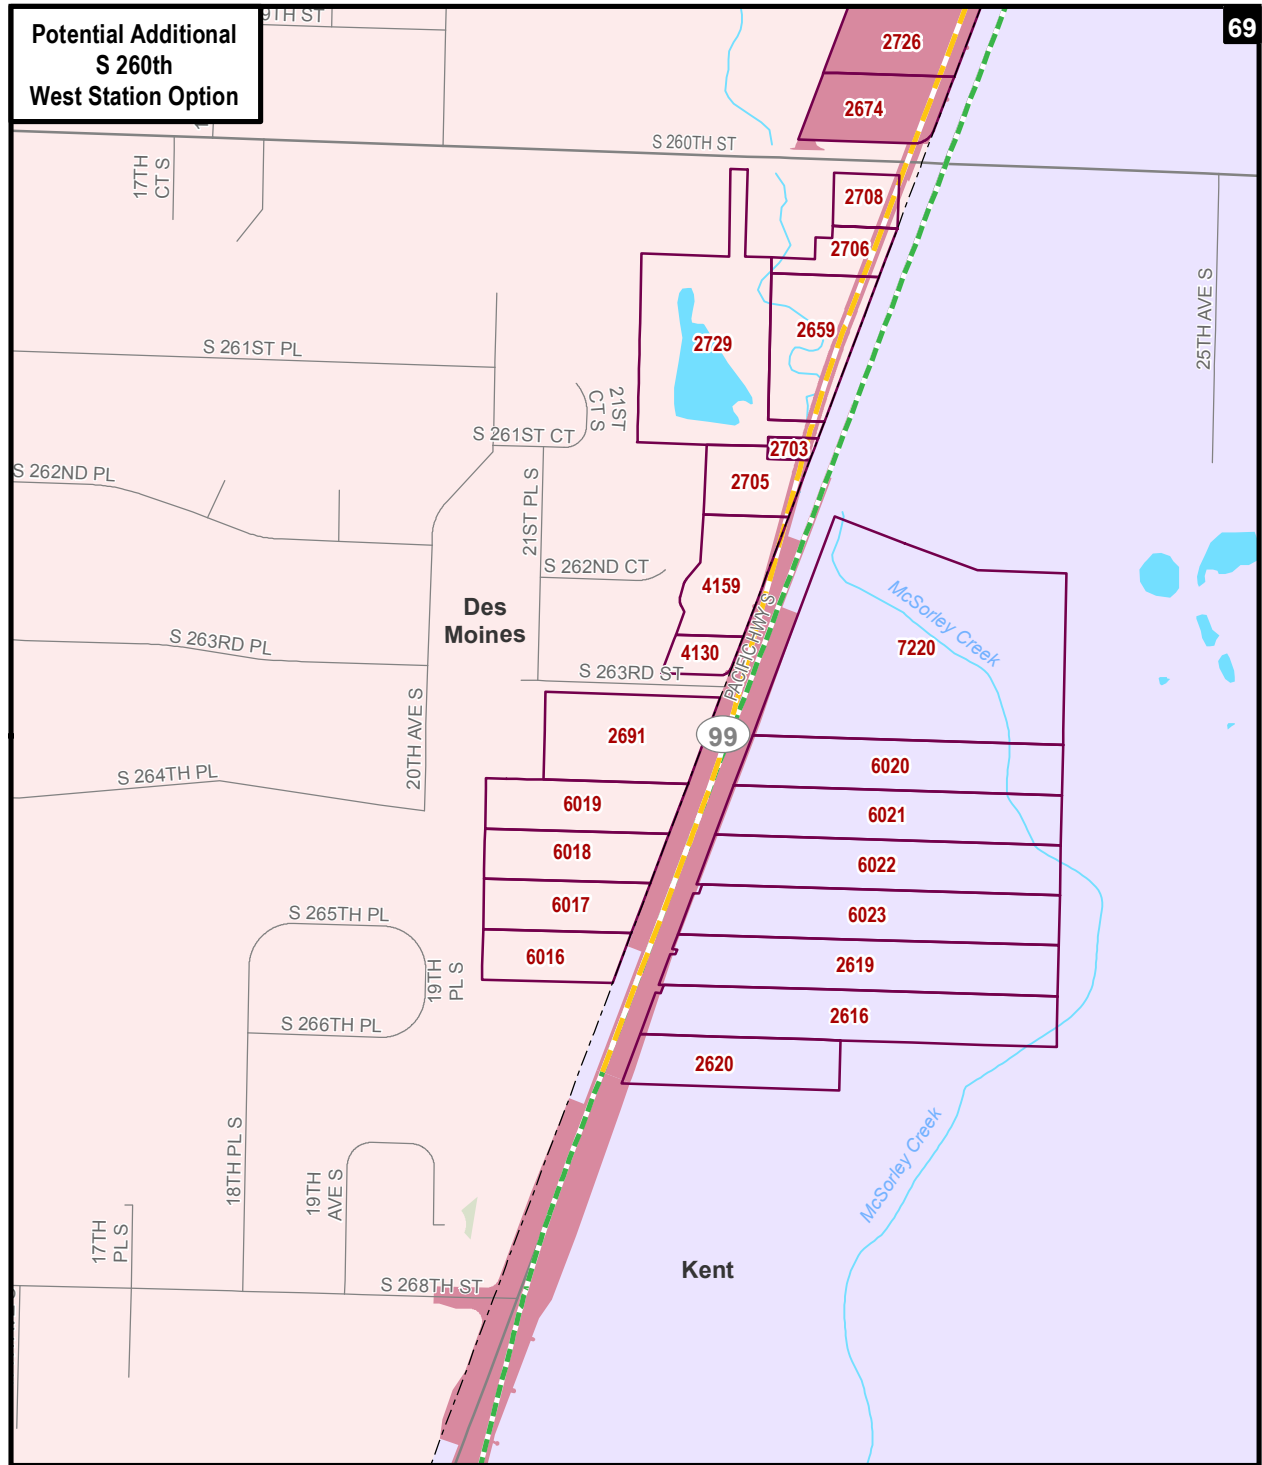 Potential Additional
S 260th
West Station Option
69
9TH ST
2726
2674
S 260TH ST
17TH
CT S
2708
2706
25TH AVE S
2659
2729
S 261ST PL
21ST
CT S
S 261ST CT
2703
S 262ND PL
2705
21ST PL S
S 262ND CT
4159
McSorley Creek
Des
Moines
PACIFIC HWY S
S 263RD PL
7220
4130
S 263RD ST
20TH AVE S
2691
99
6020
S 264TH PL
6019
6021
6018
6022
S 265TH PL
6017
6023
6016
2619
19TH
PL S
S 266TH PL
2616
2620
18TH PL S
19TH
AVE S
McSorley Creek
17TH
PL S
Kent
S 268TH ST